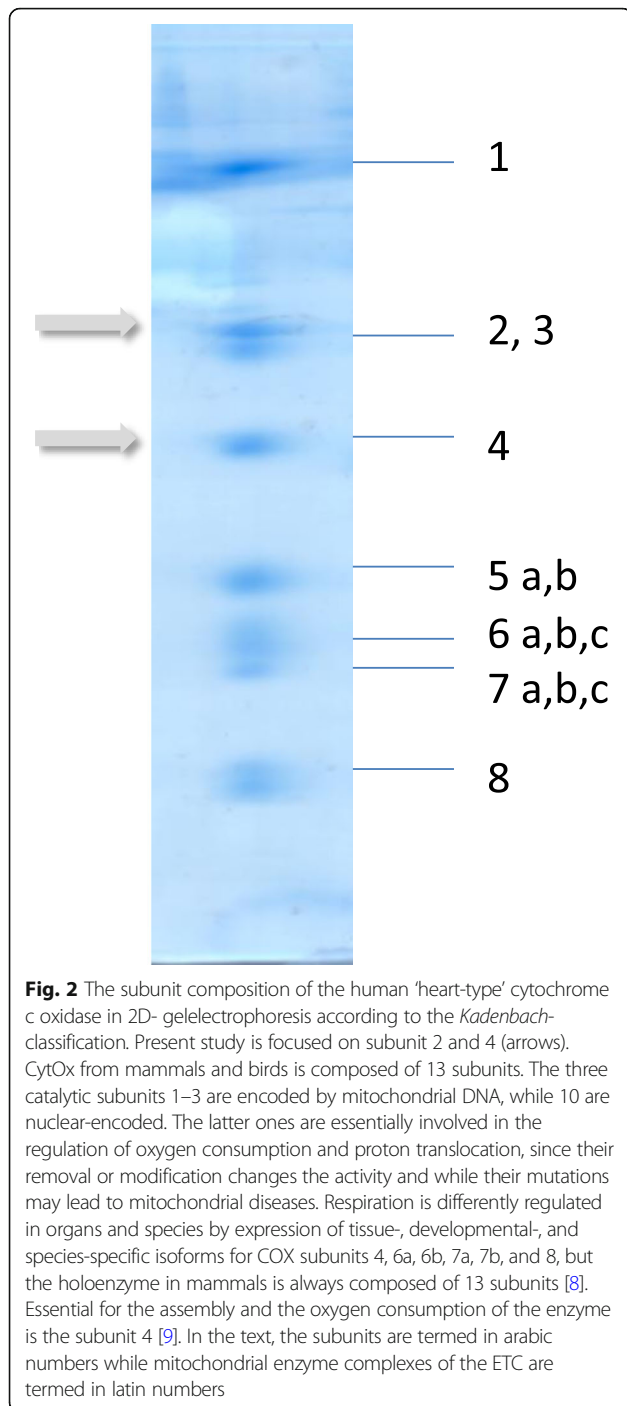 1
2, 3
4
5 a,b
6 a,b,c
7 a,b,c
8
Fig. 2 The subunit composition of the human ‘heart-type’ cytochrome
c oxidase in 2D- gelelectrophoresis according to the Kadenbach-
classification. Present study is focused on subunit 2 and 4 (arrows).
CytOx from mammals and birds is composed of 13 subunits. The three
catalytic subunits 1–3 are encoded by mitochondrial DNA, while 10 are
nuclear-encoded. The latter ones are essentially involved in the
regulation of oxygen consumption and proton translocation, since their
removal or modification changes the activity and while their mutations
may lead to mitochondrial diseases. Respiration is differently regulated
in organs and species by expression of tissue-, developmental-, and
species-specific isoforms for COX subunits 4, 6a, 6b, 7a, 7b, and 8, but
the holoenzyme in mammals is always composed of 13 subunits [8].
Essential for the assembly and the oxygen consumption of the enzyme
is the subunit 4 [9]. In the text, the subunits are termed in arabic
numbers while mitochondrial enzyme complexes of the ETC are
termed in latin numbers